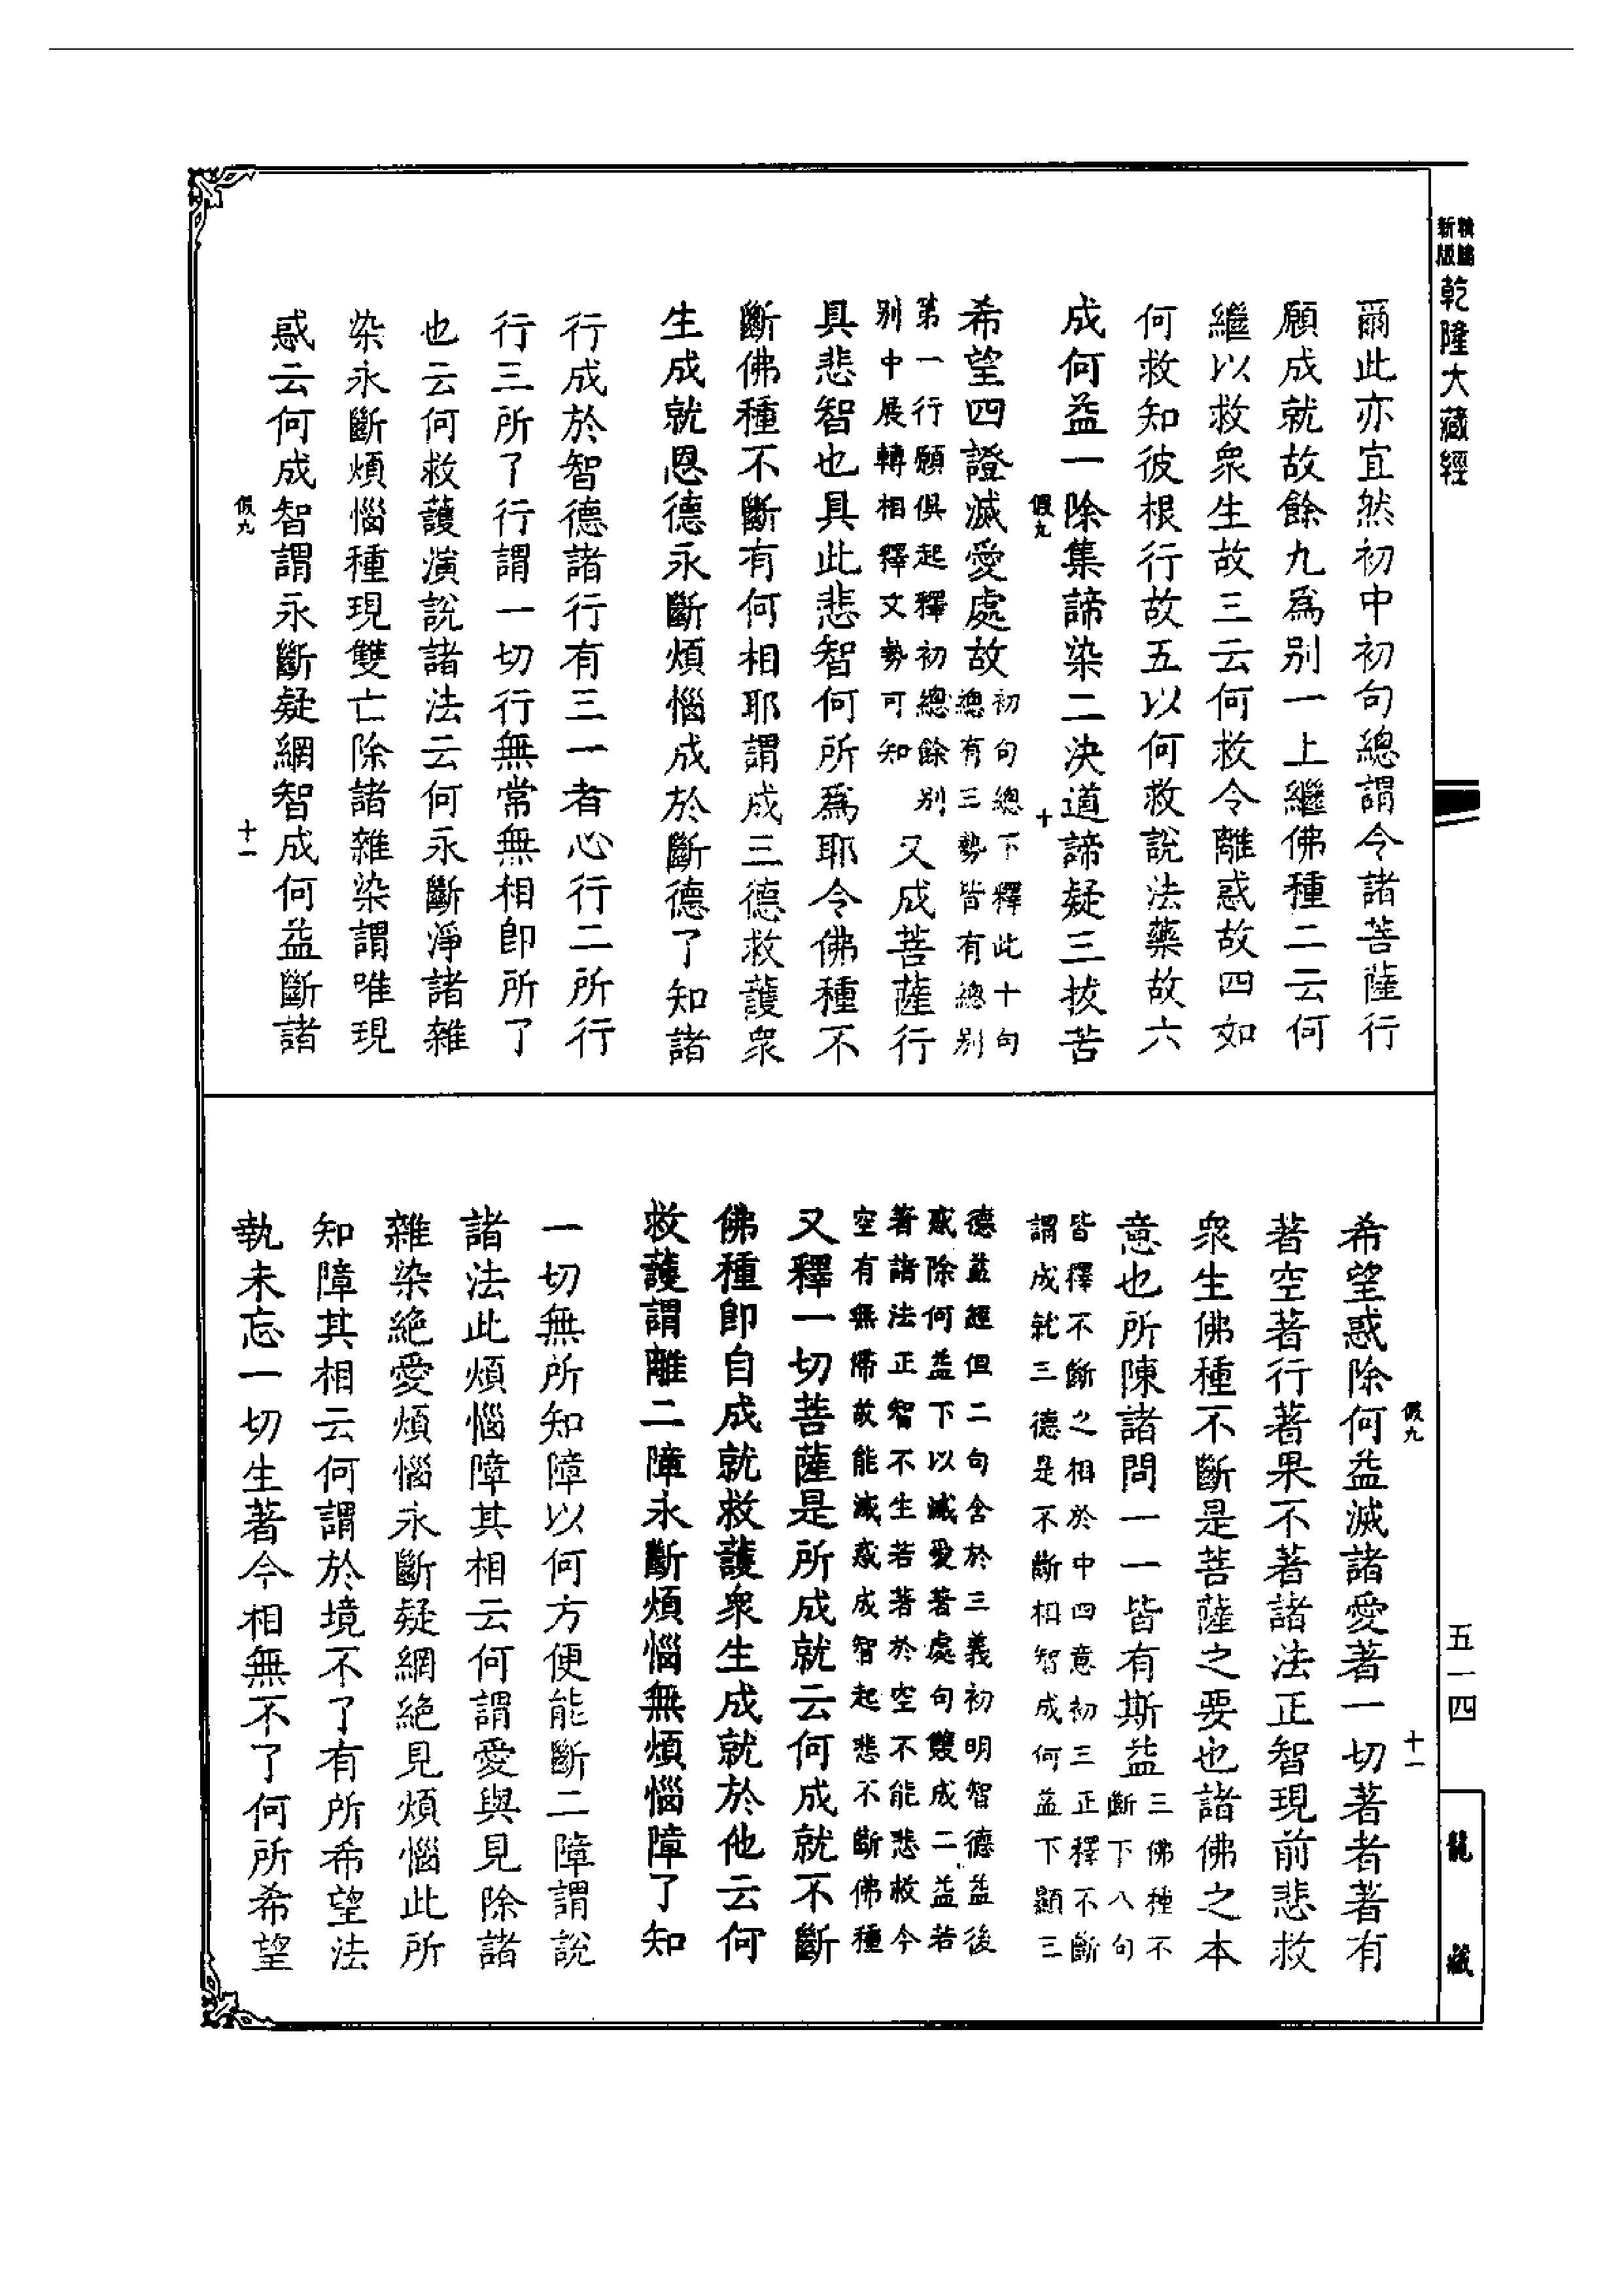 新編縮版
乾隆大藏經
爾此亦宜然初中初句總謂令諸菩薩行
願成就故餘九爲別一上繼佛種二云何
繼以救衆生故三云何救令離惑故四如
何救知彼根行故五以何救說法藥故六
成何益一除集諦染二決道諦疑三拔苦
假九
十
希望四證滅愛處故
初句總下釋此十句
總有三勢皆有總別
第一行願俱起釋初總餘別
別中展轉相釋文勢可知
又成菩薩行
具悲智也具此悲智何所爲耶令佛種不
斷佛種不斷有何相耶謂成三德救護衆
生成就恩德永斷煩惱成於斷德了知諸
行成於智德諸行有三一者心行二所行
行三所了行謂一切行無常無相即所了
也云何救護演說諸法云何永斷淨諸雜
染永斷煩惱種現雙亡除諸雜染謂唯現
惑云何成智謂永斷疑網智成何益斷諸
假九
十一
假九
十一
希望惑除何益滅諸愛著一切著者著有
著空著行著果不著諸法正智現前悲救
衆生佛種不斷是菩薩之要也諸佛之本
意也所陳諸問一一皆有斯益
三佛種不
斷下八句
皆釋不斷之相於中四意初三正釋不斷
謂成就三德是不斷相智成何益下顯三
德益經但二句含於三義初明智德益後
惑除何益下以滅愛著處句雙成二益若
著諸法正智不生若著於空不能悲救今
空有無滯故能滅惑成智起悲不斷佛種
又釋一切菩薩是所成就云何成就不斷
佛種即自成就救護衆生成就於他云何
救護謂離二障永斷煩惱無煩惱障了知
一切無所知障以何方便能斷二障謂說
諸法此煩惱障其相云何謂愛與見除諸
雜染絕愛煩惱永斷疑網絕見煩惱此所
知障其相云何謂於境不了有所希望法
執未忘一切生著今相無不了何所希望
五一四
龍藏